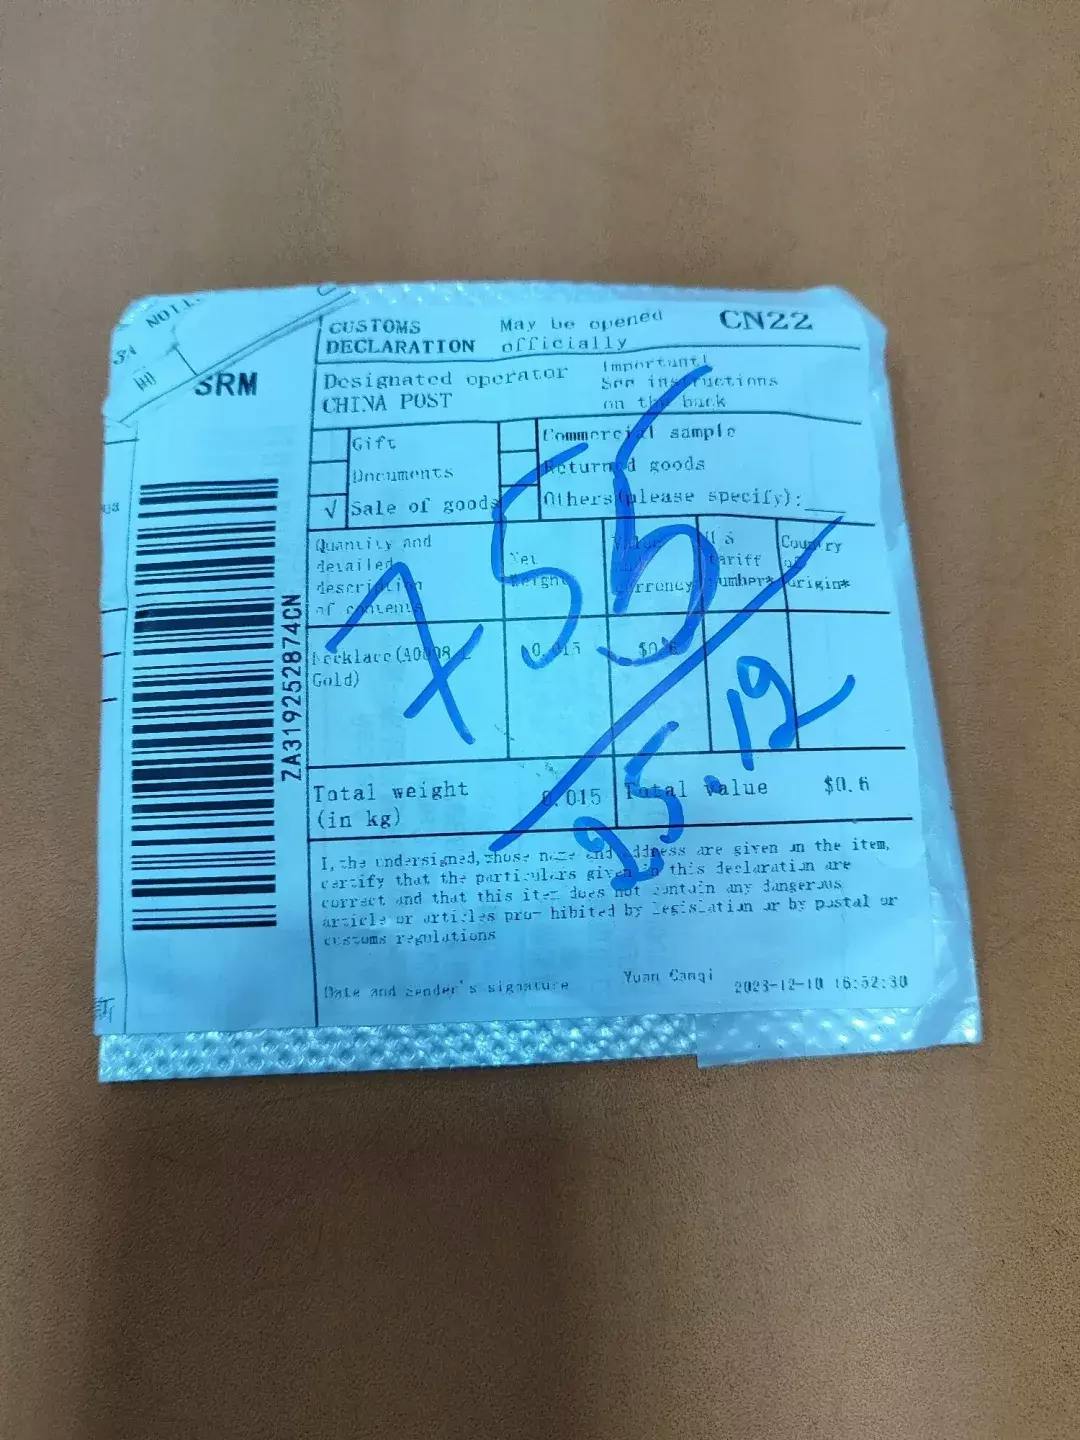 SRM
ZA319252874CN
CUSTOMS DECLARATION May be opened officially CN22
Designated operator
CHINA POST
Important!
See instructions
on the back
Gift
Commercial sample
Documents
Returned goods
√ Sale of goods
Others(please specify):____
Quantity and detailed description of contents
Net Weight
Value and currency
HS tariff number*
Country of origin*
Necklace(A0098
Gold)
0.015
$0.6
Total weight
(in kg)
0.015
Total value
$0.6
I, the undersigned, whose name and address are given on the item,
certify that the particulars given in this declaration are
correct and that this item does not contain any dangerous
article or articles pro- hibited by legislation or by postal or
customs regulations
Date and sender's signature
Yuan Canqi
2023-12-10 16:52:30
755
25.12